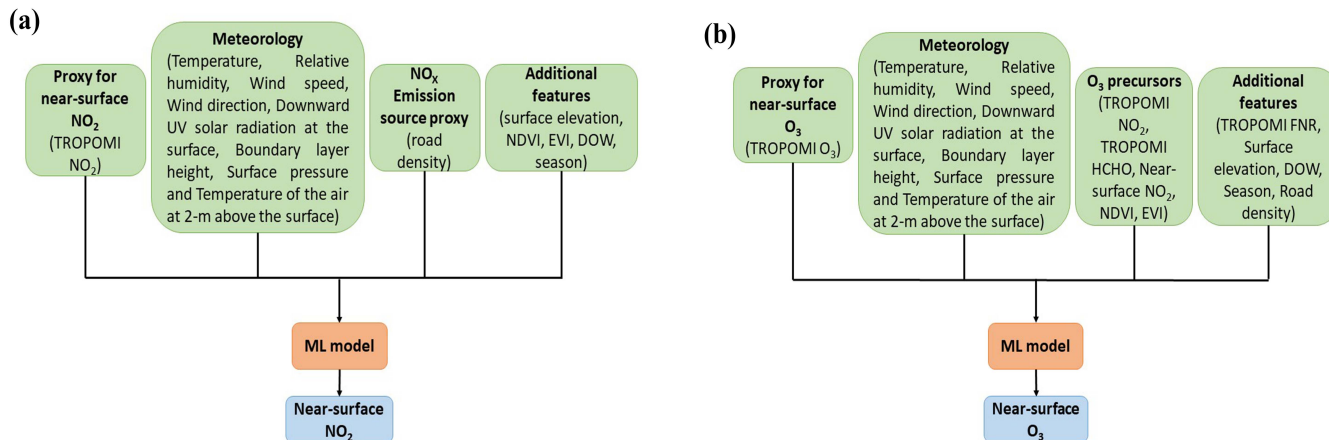 (a)
Proxy for
near-surface
NO₂
(TROPOMI
NO₂)
Meteorology
(Temperature, Relative
humidity, Wind speed,
Wind direction, Downward
UV solar radiation at the
surface, Boundary layer
height, Surface pressure
and Temperature of the air
at 2-m above the surface)
NOₓ
Emission
source proxy
(road
density)
Additional
features
(surface elevation,
NDVI, EVI, DOW,
season)
ML model
Near-surface
NO₂
(b)
Proxy for
near-surface
O₃
(TROPOMI O₃)
Meteorology
(Temperature, Relative
humidity, Wind speed,
Wind direction, Downward
UV solar radiation at the
surface, Boundary layer
height, Surface pressure
and Temperature of the air
at 2-m above the surface)
O₃ precursors
(TROPOMI
NO₂,
TROPOMI
HCHO, Near-
surface NO₂,
NDVI, EVI)
Additional
features
(TROPOMI FNR,
Surface
elevation, DOW,
Season, Road
density)
ML model
Near-surface
O₃